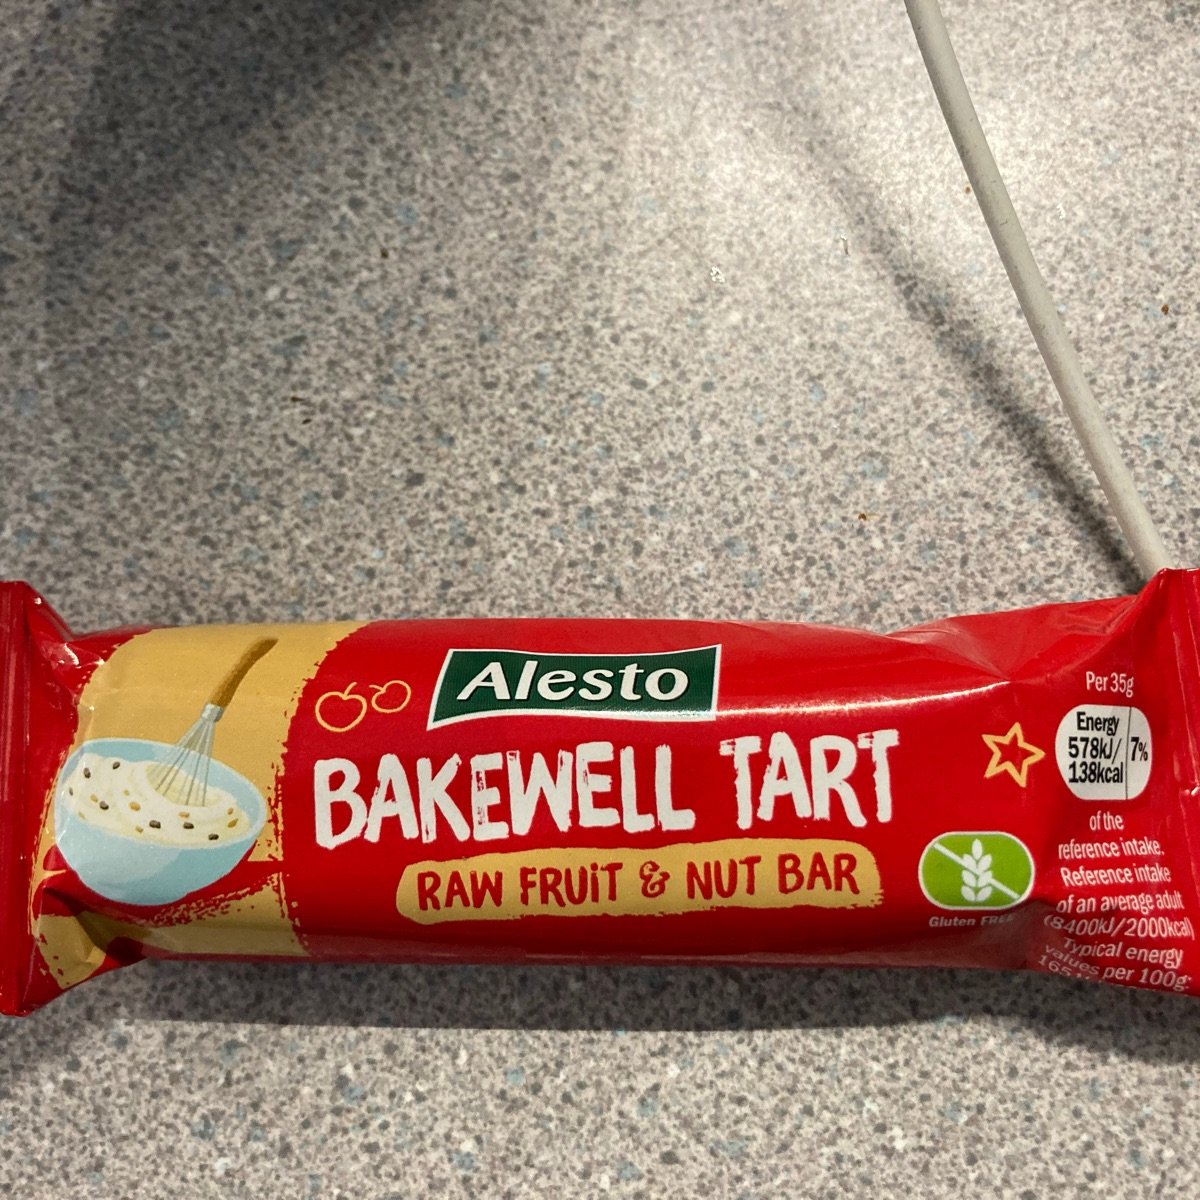 Alesto
BAKEWELL TART
RAW FRUiT & NUT BAR
Gluten FREE
Per 35g
Energy
578kJ/
138kcal
7%
of the
reference intake.
Reference intake
of an average adult
(8400kJ/2000kcal)
Typical energy
values per 100g: